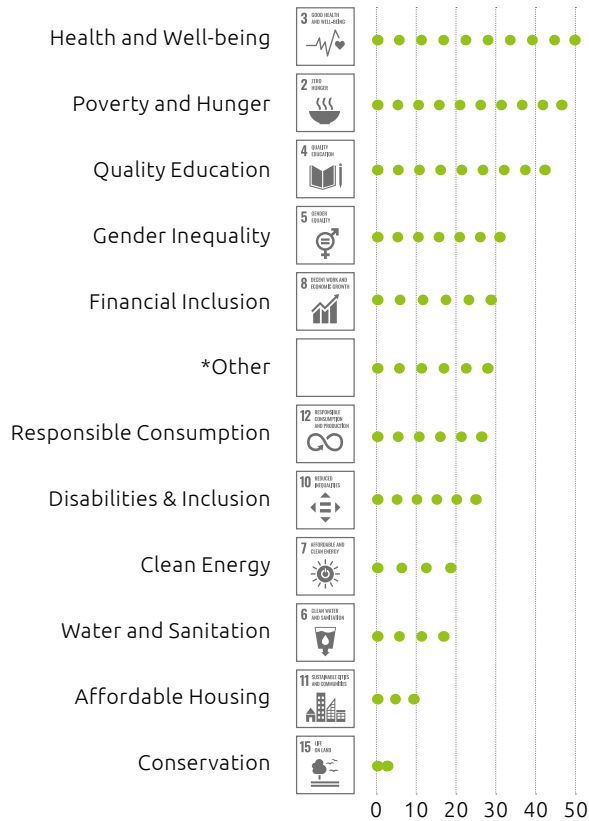 Health and Well-being
3 GOOD HEALTH
AND WELL-BEING
Poverty and Hunger
2 ZERO
HUNGER
Quality Education
4 QUALITY
EDUCATION
Gender Inequality
5 GENDER
EQUALITY
Financial Inclusion
8 DECENT WORK AND
ECONOMIC GROWTH
*Other
Responsible Consumption
12 RESPONSIBLE
CONSUMPTION
AND PRODUCTION
Disabilities & Inclusion
10 REDUCED
INEQUALITIES
Clean Energy
7 AFFORDABLE AND
CLEAN ENERGY
Water and Sanitation
6 CLEAN WATER
AND SANITATION
Affordable Housing
11 SUSTAINABLE CITIES
AND COMMUNITIES
Conservation
15 LIFE
ON LAND
0 10 20 30 40 50